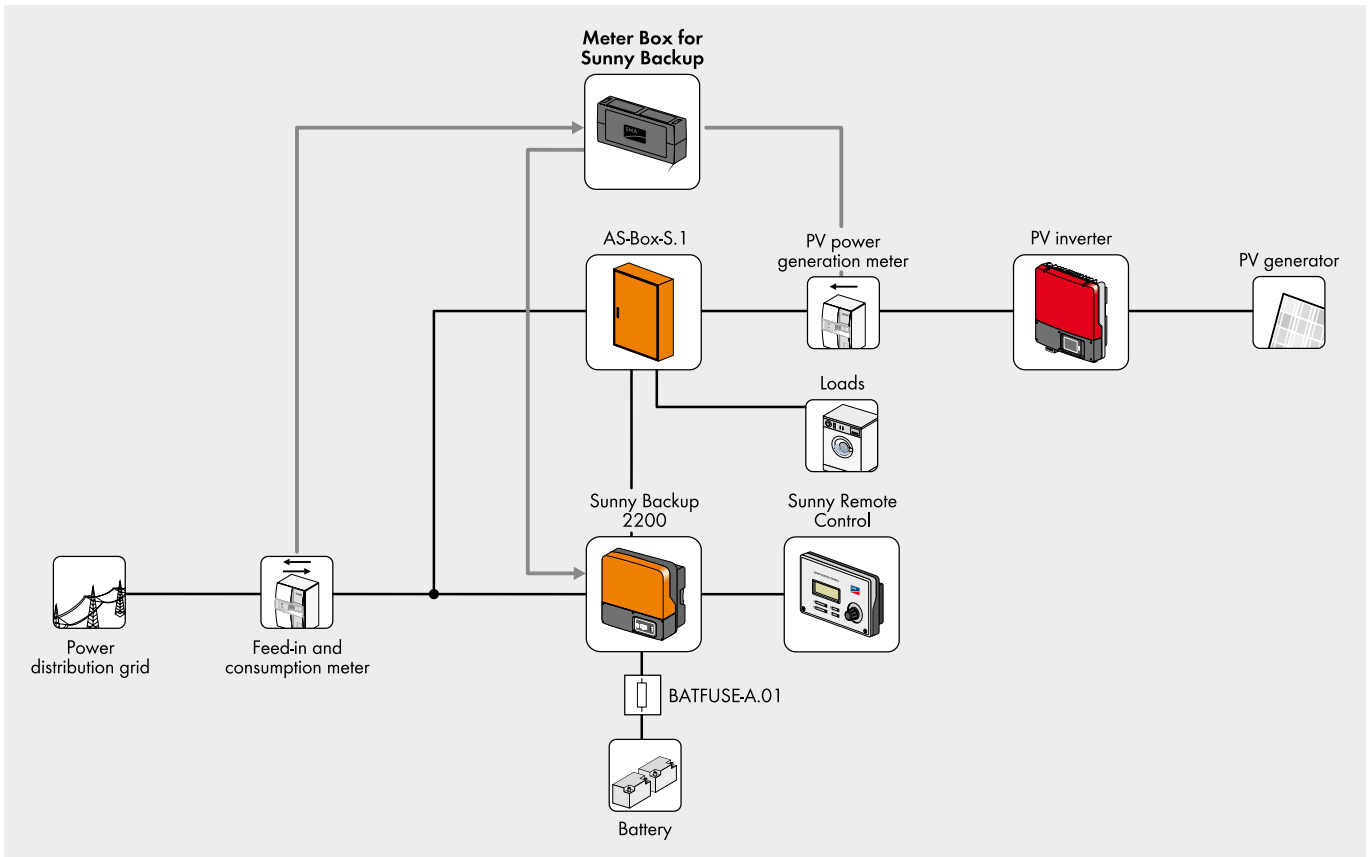 Meter Box for
Sunny Backup
SMA
AS-Box-S.1
PV power
generation meter
PV inverter
PV generator
Loads
Sunny Backup
2200
Sunny Remote
Control
Power
distribution grid
Feed-in and
consumption meter
BATFUSE-A.01
Battery